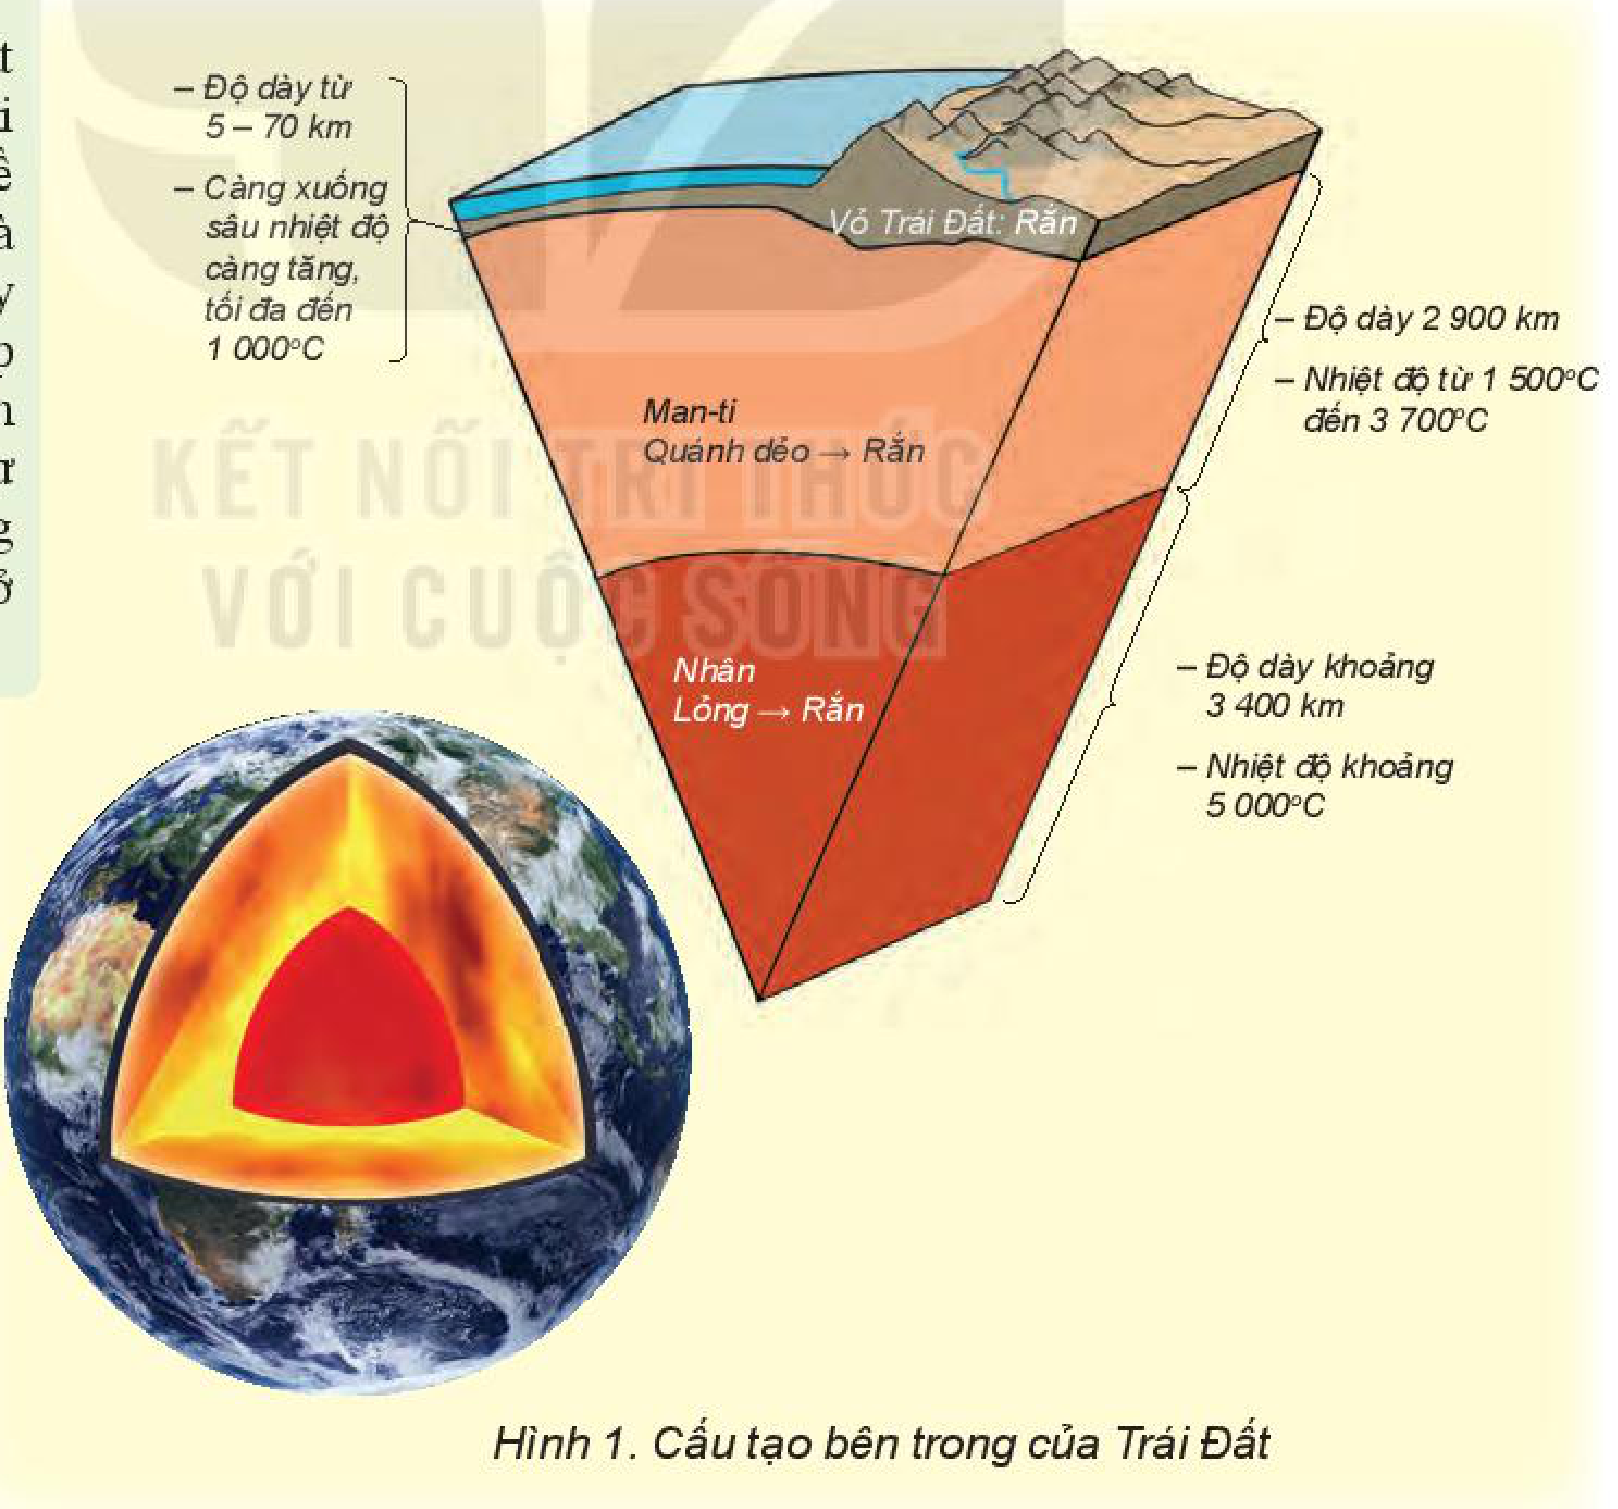 – Độ dày từ
5 – 70 km
– Càng xuống
sâu nhiệt độ
càng tăng,
tối đa đến
1 000°C
Vỏ Trái Đất: Rắn
– Độ dày 2 900 km
– Nhiệt độ từ 1 500°C
đến 3 700°C
Man-ti
Quánh dẻo → Rắn
KẾT NỐI TRI THỨC
VỚI CUỘC SỐNG
Nhân
Lỏng → Rắn
– Độ dày khoảng
3 400 km
– Nhiệt độ khoảng
5 000°C
Hình 1. Cấu tạo bên trong của Trái Đất